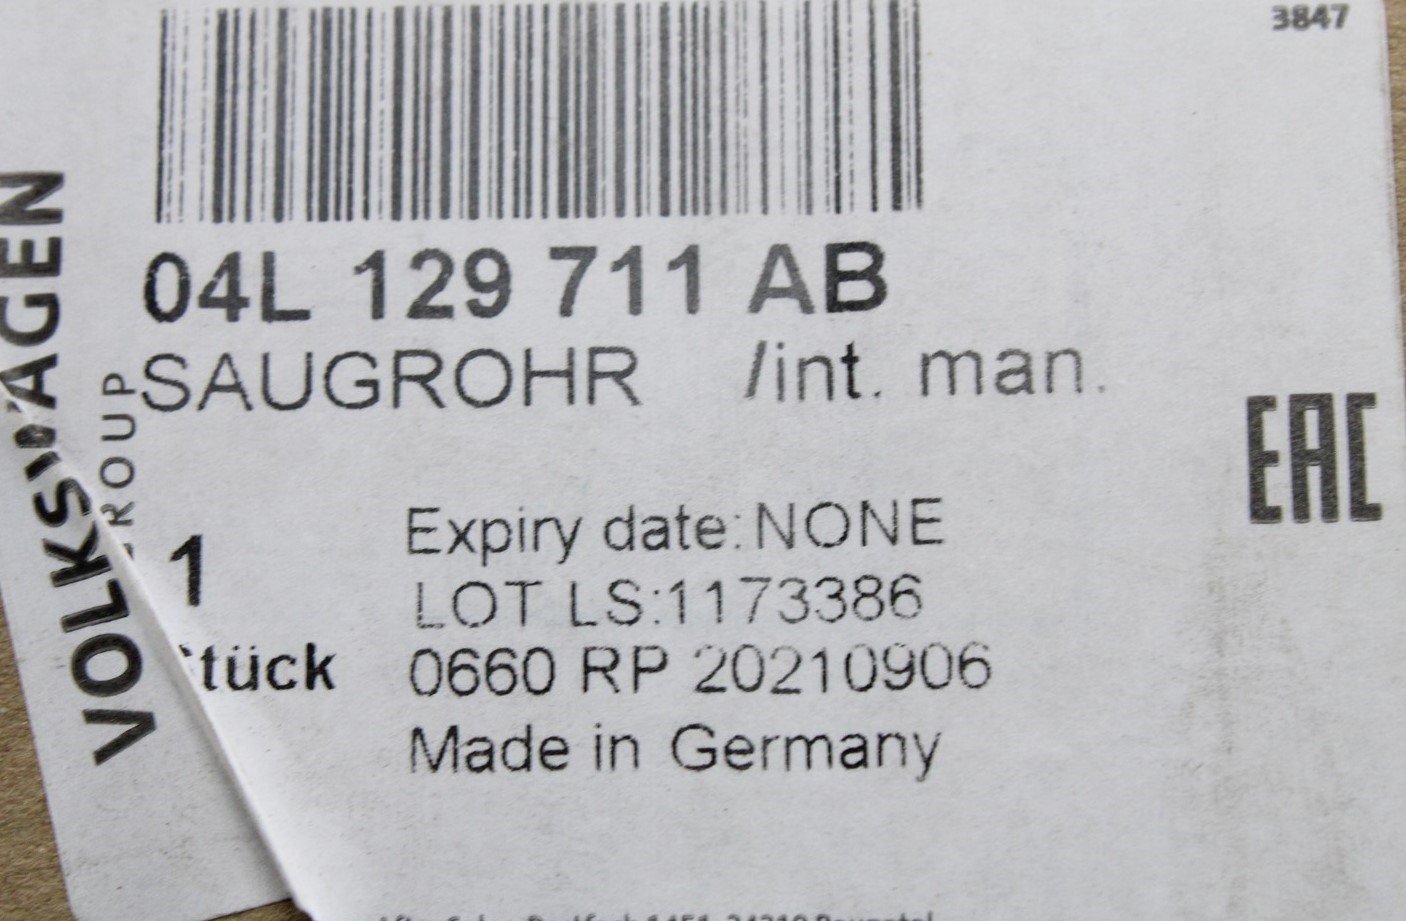 3847
04L 129 711 AB
SAUGROHR /int. man.
VOLKSWAGEN
GROUP
EAC
1
Stück
Expiry date:NONE
LOT LS:1173386
0660 RP 20210906
Made in Germany